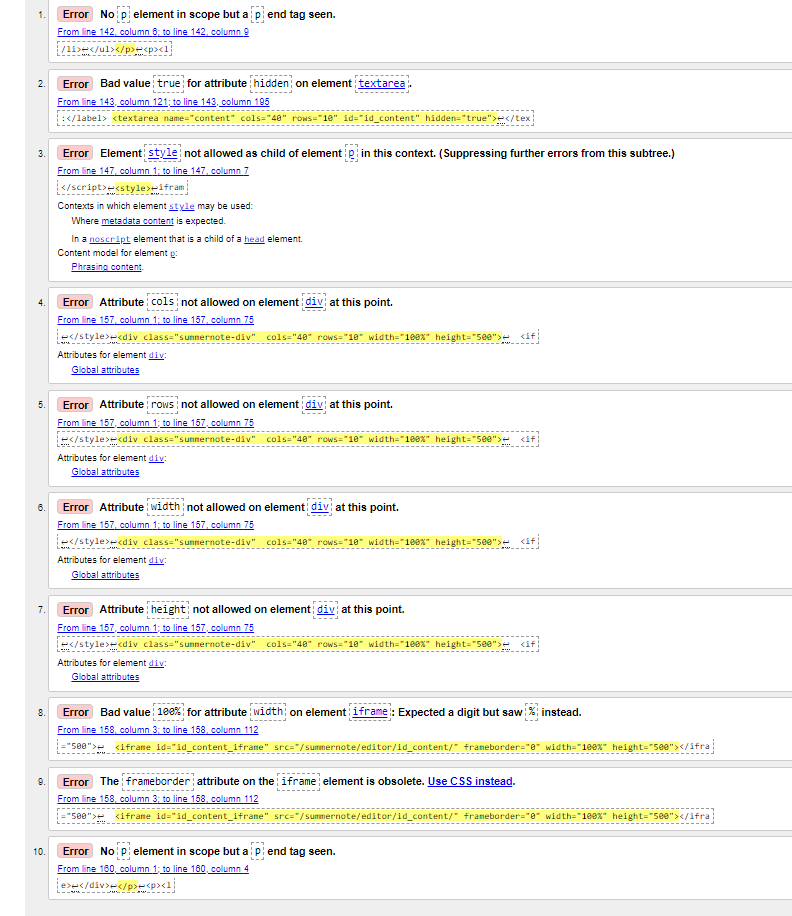 1. Error No p element in scope but a p end tag seen.
From line 142, column 6; to line 142, column 9
/li>↩</ul></p>↩<p><l
2. Error Bad value true for attribute hidden on element textarea.
From line 143, column 121; to line 143, column 195
:</label> <textarea name="content" cols="40" rows="10" id="id_content" hidden="true">↩</tex
3. Error Element style not allowed as child of element p in this context. (Suppressing further errors from this subtree.)
From line 147, column 1; to line 147, column 7
</script>↩<style>↩ifram
Contexts in which element style may be used:
Where metadata content is expected.
In a noscript element that is a child of a head element.
Content model for element p:
Phrasing content.
4. Error Attribute cols not allowed on element div at this point.
From line 157, column 1; to line 157, column 75
↩</style>↩<div class="summernote-div"  cols="40" rows="10" width="100%" height="500">↩  <if
Attributes for element div:
Global attributes
5. Error Attribute rows not allowed on element div at this point.
From line 157, column 1; to line 157, column 75
↩</style>↩<div class="summernote-div"  cols="40" rows="10" width="100%" height="500">↩  <if
Attributes for element div:
Global attributes
6. Error Attribute width not allowed on element div at this point.
From line 157, column 1; to line 157, column 75
↩</style>↩<div class="summernote-div"  cols="40" rows="10" width="100%" height="500">↩  <if
Attributes for element div:
Global attributes
7. Error Attribute height not allowed on element div at this point.
From line 157, column 1; to line 157, column 75
↩</style>↩<div class="summernote-div"  cols="40" rows="10" width="100%" height="500">↩  <if
Attributes for element div:
Global attributes
8. Error Bad value 100% for attribute width on element iframe: Expected a digit but saw % instead.
From line 158, column 3; to line 158, column 112
="500">↩  <iframe id="id_content_iframe" src="/summernote/editor/id_content/" frameborder="0" width="100%" height="500"></ifra
9. Error The frameborder attribute on the iframe element is obsolete. Use CSS instead.
From line 158, column 3; to line 158, column 112
="500">↩  <iframe id="id_content_iframe" src="/summernote/editor/id_content/" frameborder="0" width="100%" height="500"></ifra
10. Error No p element in scope but a p end tag seen.
From line 160, column 1; to line 160, column 4
e>↩</div>↩</p>↩<p><l